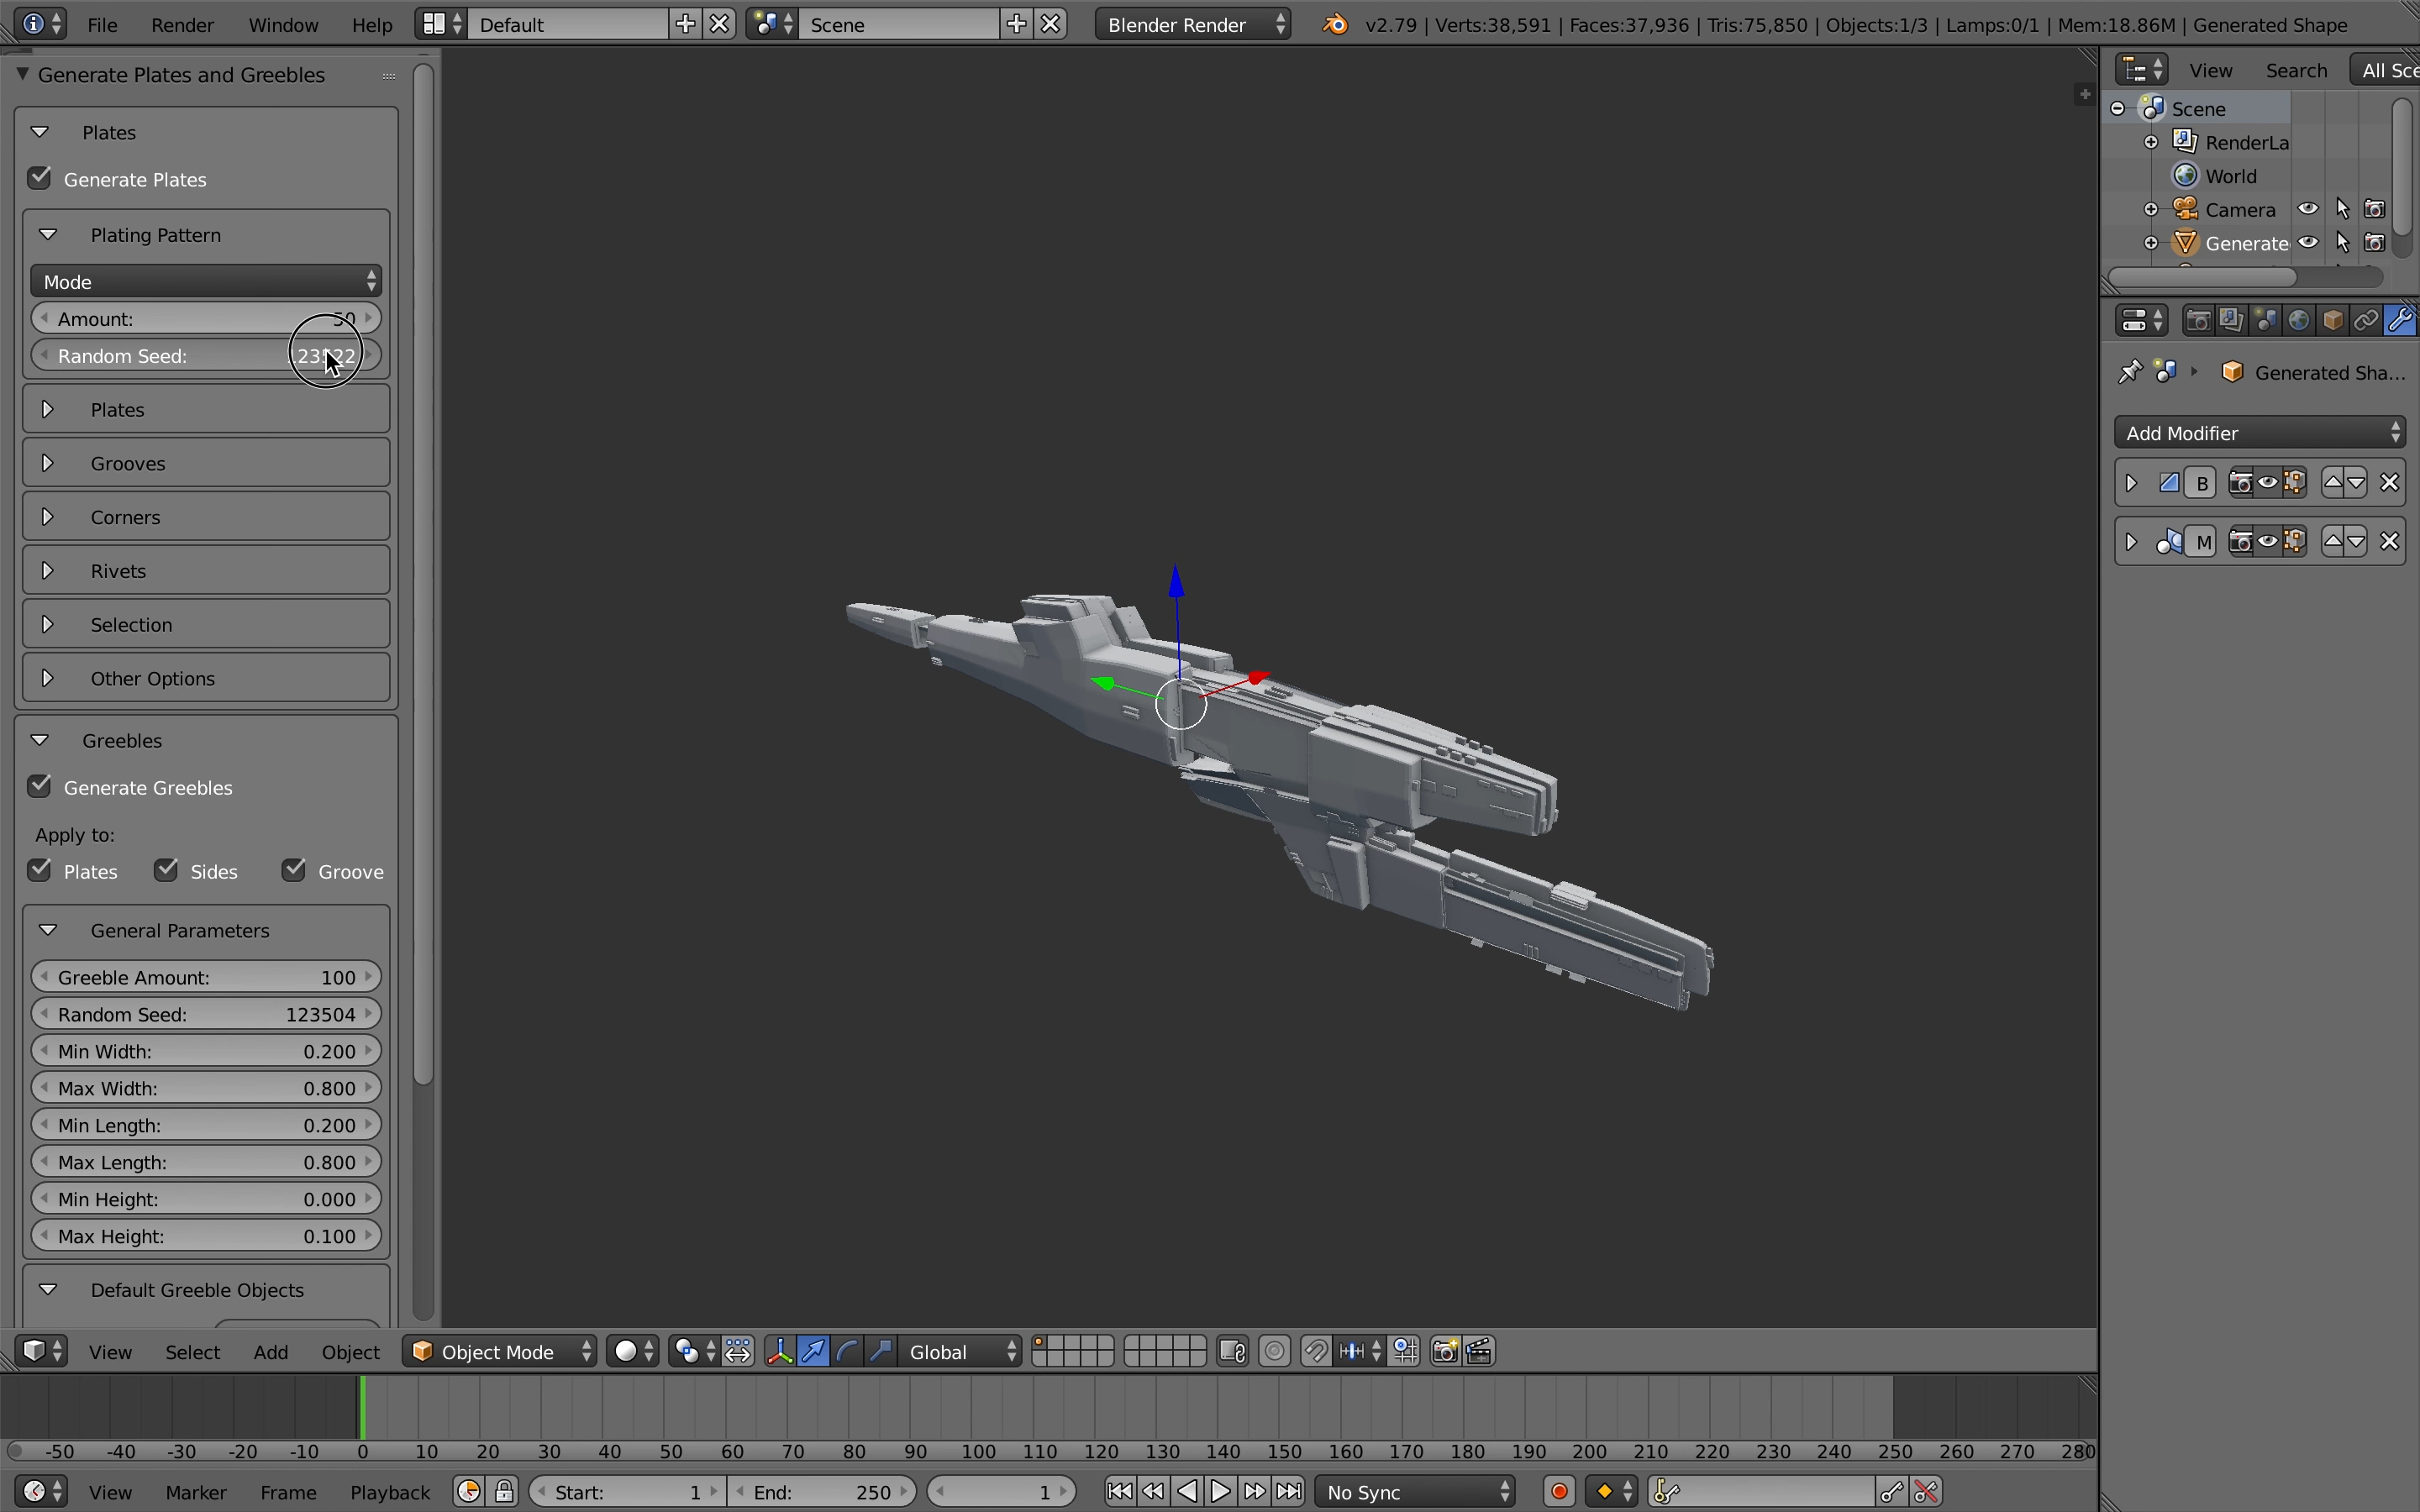 File Render Window Help Default Scene Blender Render v2.79 | Verts:38,591 | Faces:37,936 | Tris:75,850 | Objects:1/3 | Lamps:0/1 | Mem:18.86M | Generated Shape
Generate Plates and Greebles
Plates
Generate Plates
Plating Pattern
Mode
Amount: 50
Random Seed:
Plates
Grooves
Corners
Rivets
Selection
Other Options
Greebles
Generate Greebles
Apply to:
Plates Sides Groove
General Parameters
Greeble Amount: 100
Random Seed: 123504
Min Width: 0.200
Max Width: 0.800
Min Length: 0.200
Max Length: 0.800
Min Height: 0.000
Max Height: 0.100
Default Greeble Objects
View Search All Sce
Scene
RenderLa
World
Camera
Generate
Generated Sha...
Add Modifier
B
M
View Select Add Object Object Mode Global
-50 -40 -30 -20 -10 0 10 20 30 40 50 60 70 80 90 100 110 120 130 140 150 160 170 180 190 200 210 220 230 240 250 260 270 280
View Marker Frame Playback Start: 1 End: 250 1 No Sync